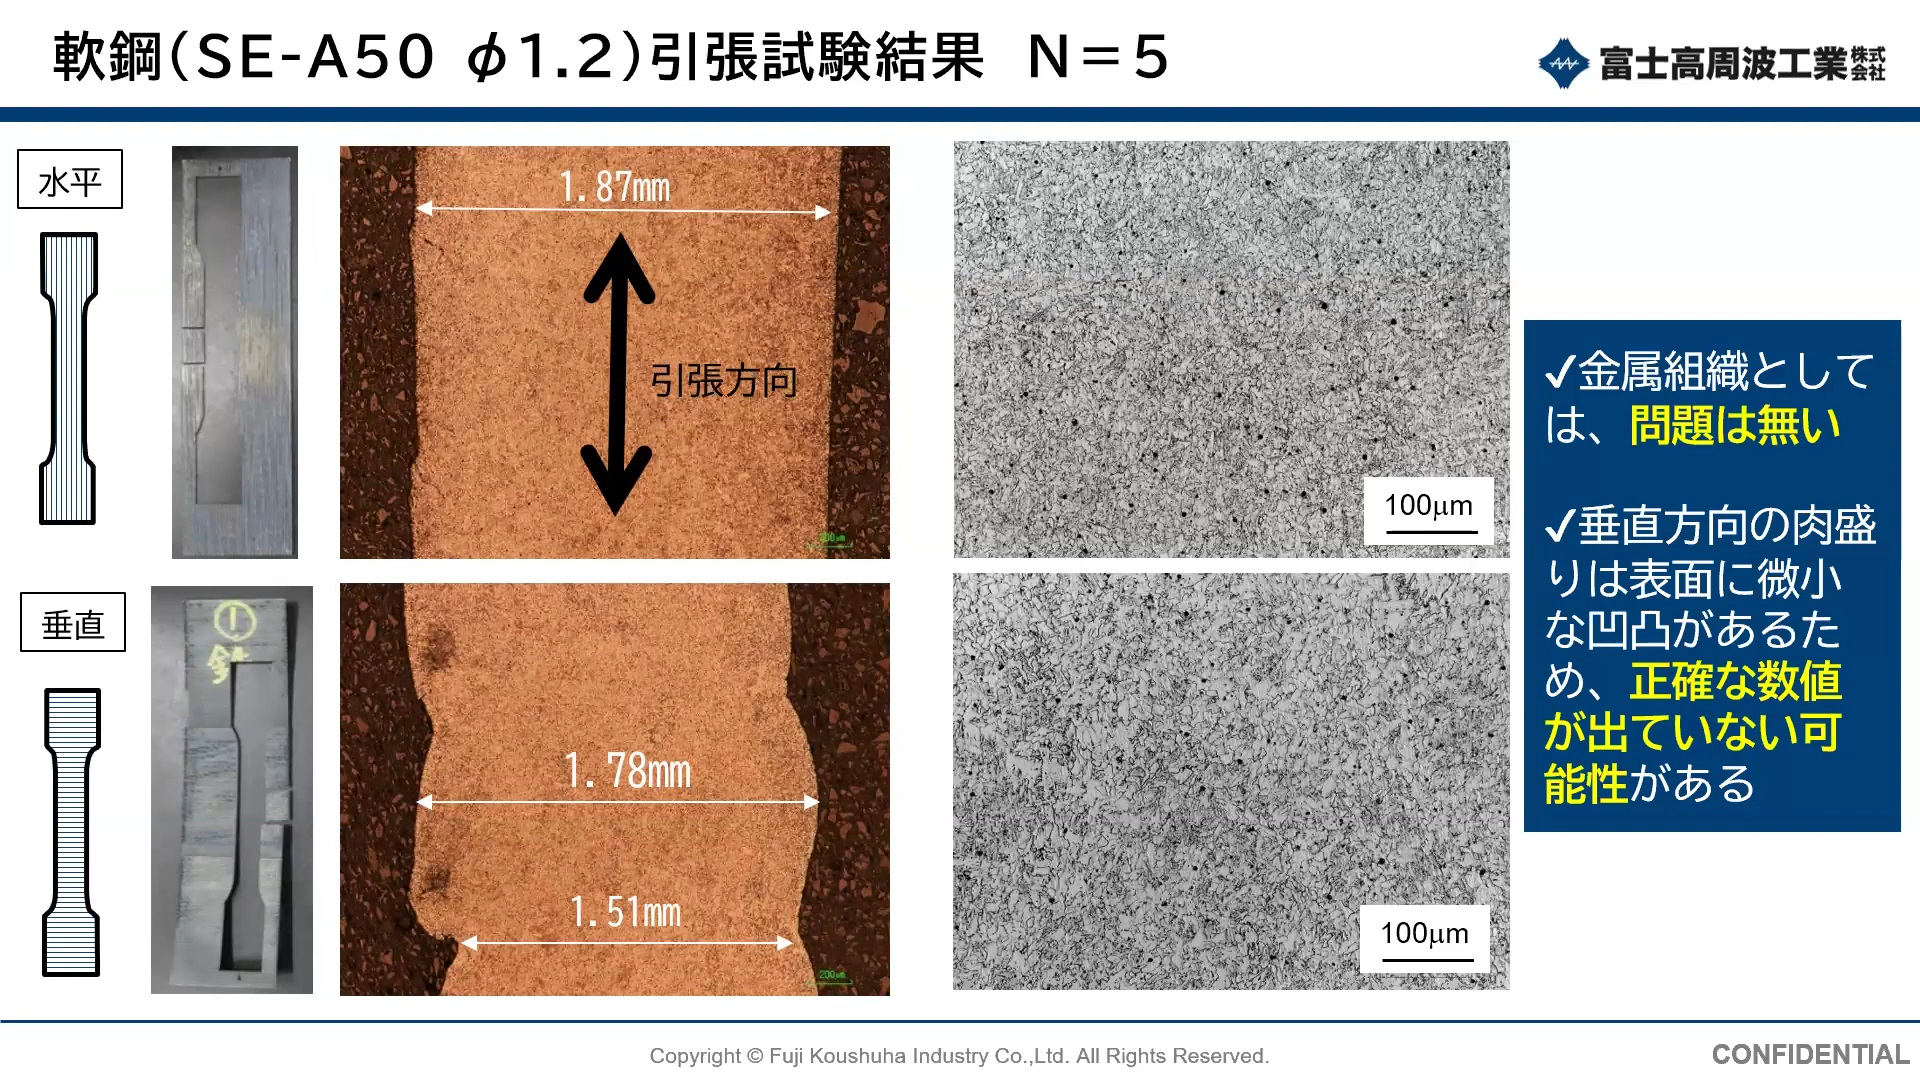 軟鋼(SE-A50 φ1.2)引張試験結果　N＝5
富士高周波工業株式会社
水平
1.87mm
引張方向
200μm
100μm
垂直
①
1.78mm
1.51mm
200μm
100μm
✓金属組織として
は、問題は無い
✓垂直方向の肉盛
りは表面に微小
な凹凸があるた
め、正確な数値
が出ていない可
能性がある
Copyright © Fuji Koushuha Industry Co.,Ltd. All Rights Reserved.
CONFIDENTIAL